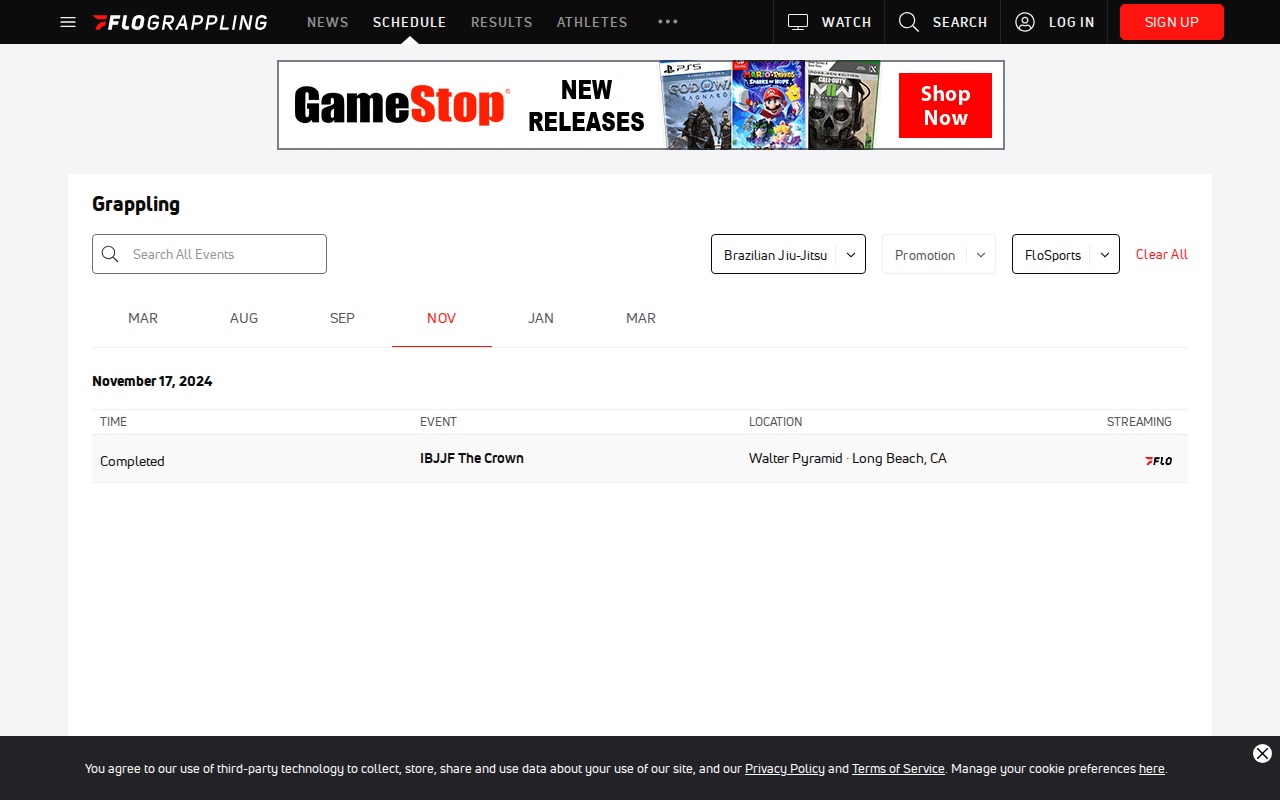 FLOGRAPPLING NEWS SCHEDULE RESULTS ATHLETES WATCH SEARCH LOG IN SIGN UP
GameStop NEW RELEASES Shop Now
PS5
GOD OF WAR
RAGNARÖK
MARIO + RABBIDS
SPARKS OF HOPE
CALL OF DUTY
MWII
Grappling
Search All Events Brazilian Jiu-Jitsu Promotion FloSports Clear All
MAR AUG SEP NOV JAN MAR
November 17, 2024
TIME EVENT LOCATION STREAMING
Completed IBJJF The Crown Walter Pyramid · Long Beach, CA FLO
You agree to our use of third-party technology to collect, store, share and use data about your use of our site, and our Privacy Policy and Terms of Service. Manage your cookie preferences here.